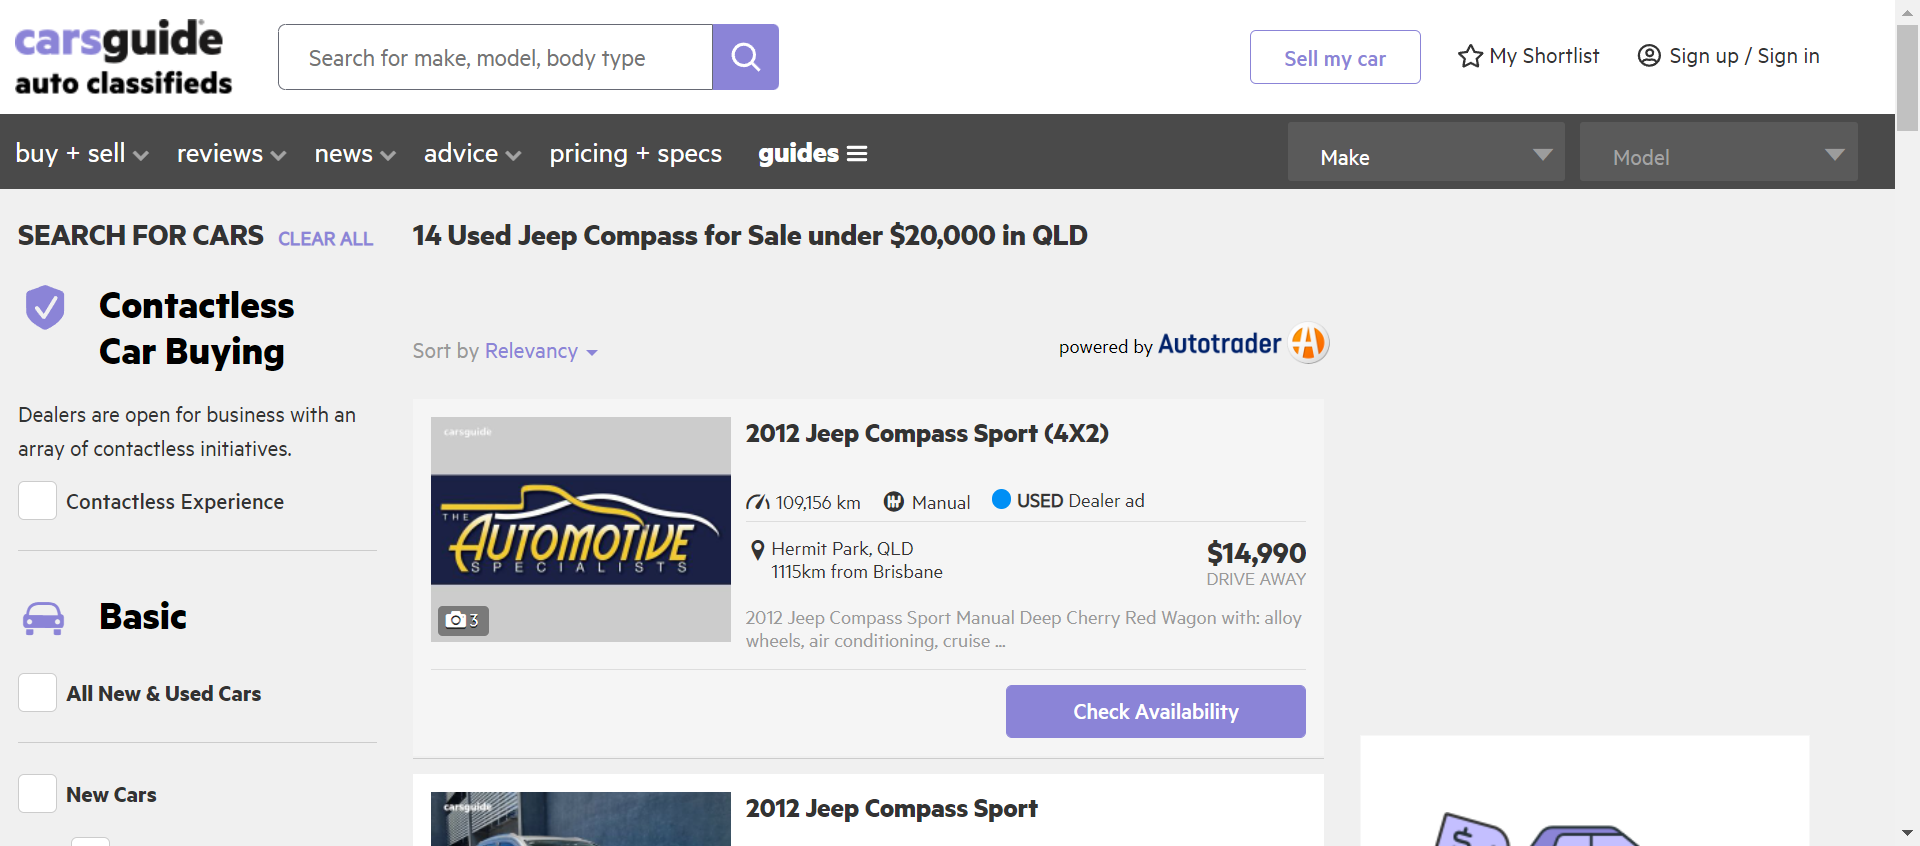 carsguide
auto classifieds
Search for make, model, body type
Sell my car
My Shortlist
Sign up / Sign in
buy + sell
reviews
news
advice
pricing + specs
guides
Make
Model
SEARCH FOR CARS CLEAR ALL
14 Used Jeep Compass for Sale under $20,000 in QLD
Contactless
Car Buying
Dealers are open for business with an
array of contactless initiatives.
Contactless Experience
Basic
All New & Used Cars
New Cars
Sort by Relevancy
powered by Autotrader
carsguide
THE
AUTOMOTIVE
SPECIALISTS
3
2012 Jeep Compass Sport (4X2)
109,156 km
Manual
USED Dealer ad
Hermit Park, QLD
1115km from Brisbane
$14,990
DRIVE AWAY
2012 Jeep Compass Sport Manual Deep Cherry Red Wagon with: alloy
wheels, air conditioning, cruise ...
Check Availability
carsguide
2012 Jeep Compass Sport
$